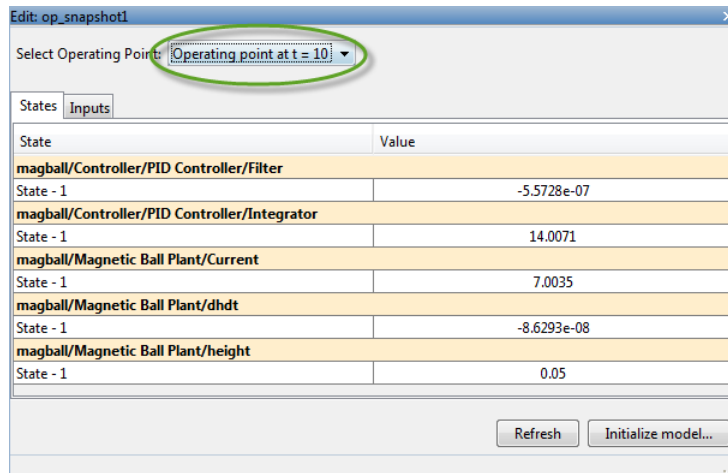 Edit: op_snapshot1
Select Operating Point: Operating point at t = 10
States Inputs
State Value
magball/Controller/PID Controller/Filter
State - 1 -5.5728e-07
magball/Controller/PID Controller/Integrator
State - 1 14.0071
magball/Magnetic Ball Plant/Current
State - 1 7.0035
magball/Magnetic Ball Plant/dhdt
State - 1 -8.6293e-08
magball/Magnetic Ball Plant/height
State - 1 0.05
Refresh Initialize model...